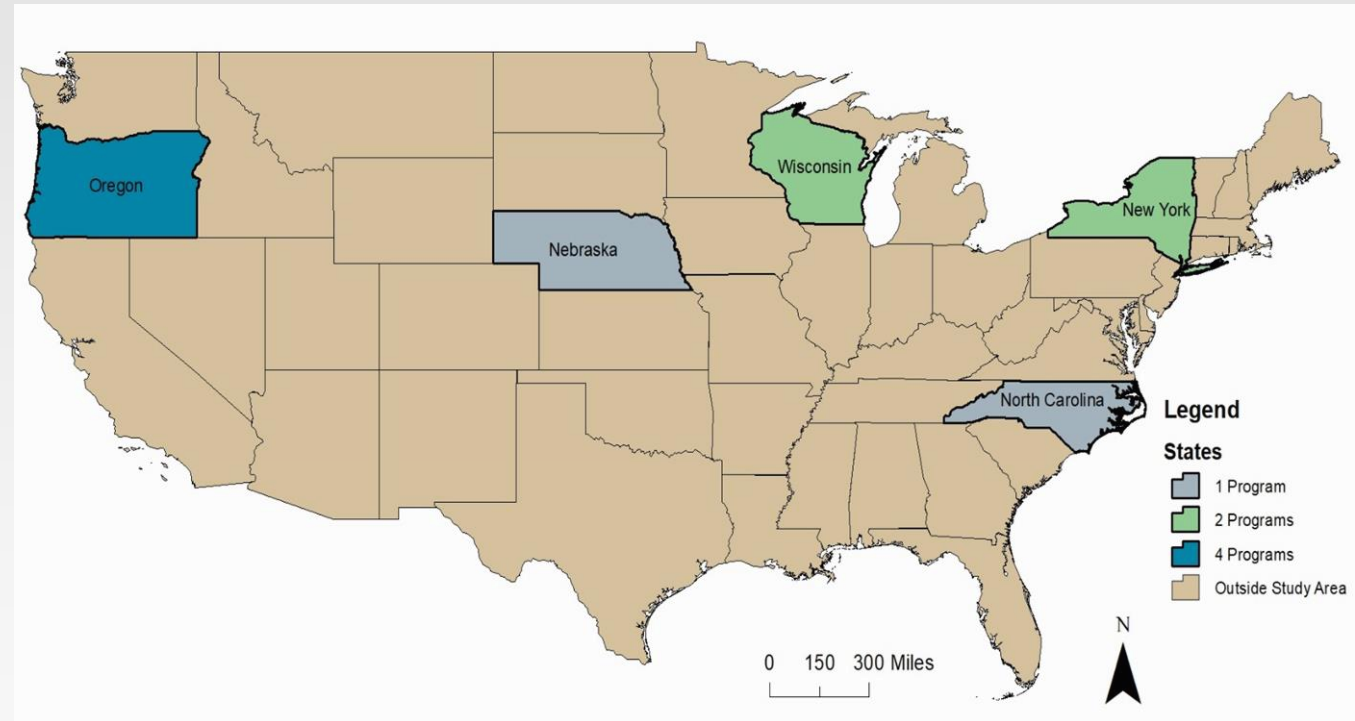 Oregon
Wisconsin
New York
Nebraska
North Carolina
Legend
States
1 Program
2 Programs
4 Programs
Outside Study Area
N
0 150 300 Miles